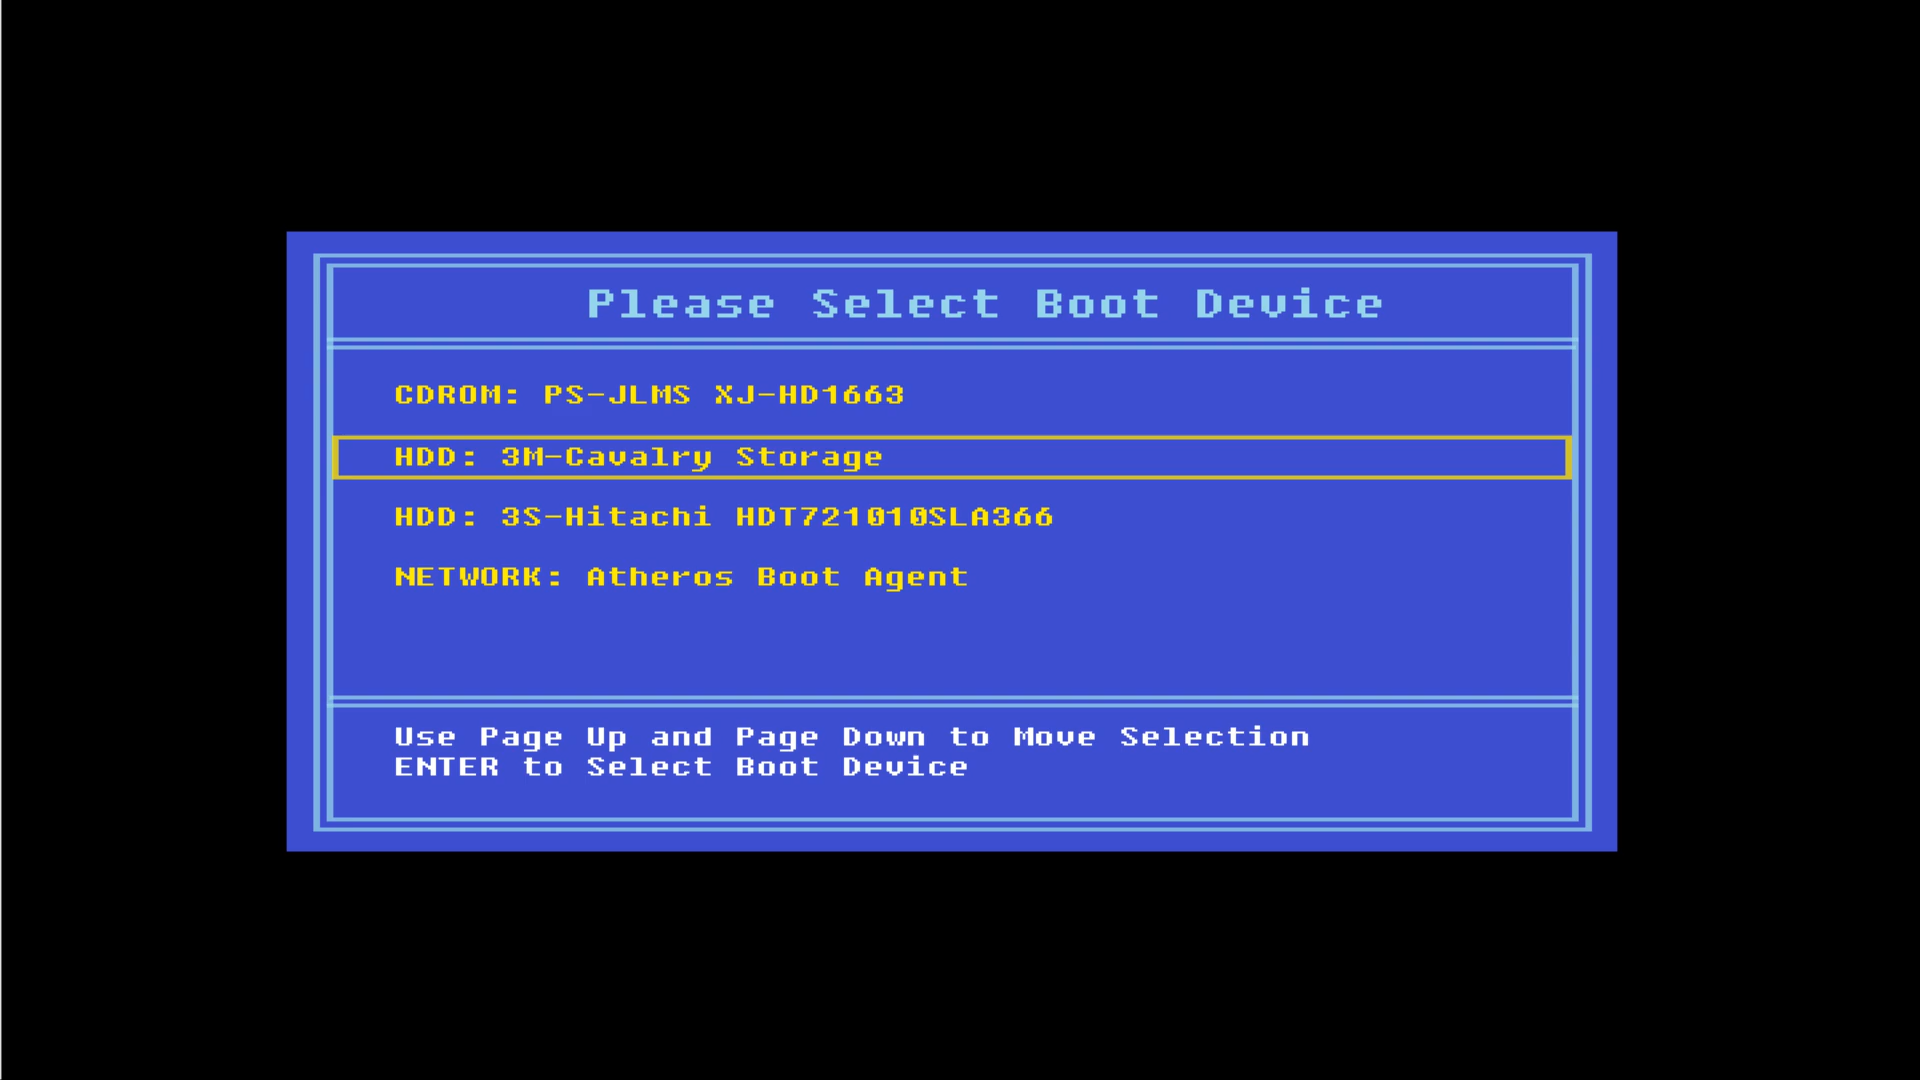 Please Select Boot Device
CDROM: PS-JLMS XJ-HD1663
HDD: 3M-Cavalry Storage
HDD: 3S-Hitachi HDT721010SLA366
NETWORK: Atheros Boot Agent
Use Page Up and Page Down to Move Selection
ENTER to Select Boot Device